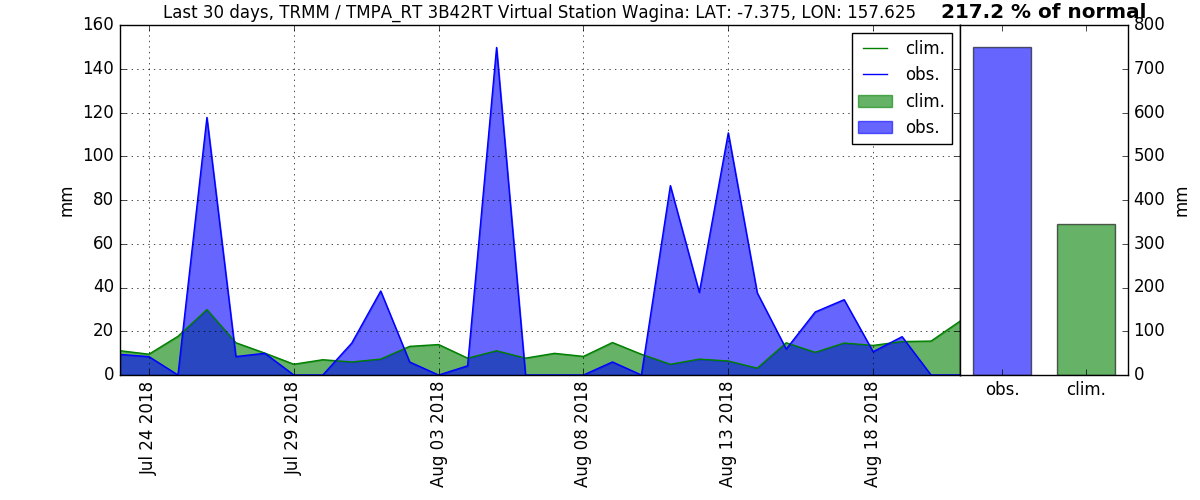 Last 30 days, TRMM / TMPA_RT 3B42RT Virtual Station Wagina: LAT: -7.375, LON: 157.625
217.2 % of normal
160
140
120
100
80
60
40
20
0
mm
clim.
obs.
clim.
obs.
Jul 24 2018
Jul 29 2018
Aug 03 2018
Aug 08 2018
Aug 13 2018
Aug 18 2018
800
700
600
500
400
300
200
100
0
mm
obs.
clim.